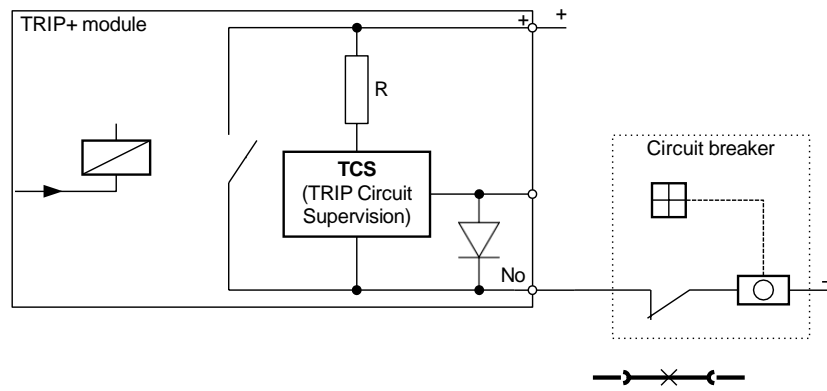 TRIP+ module
+
+
R
TCS
(TRIP Circuit
Supervision)
No
Circuit breaker
-